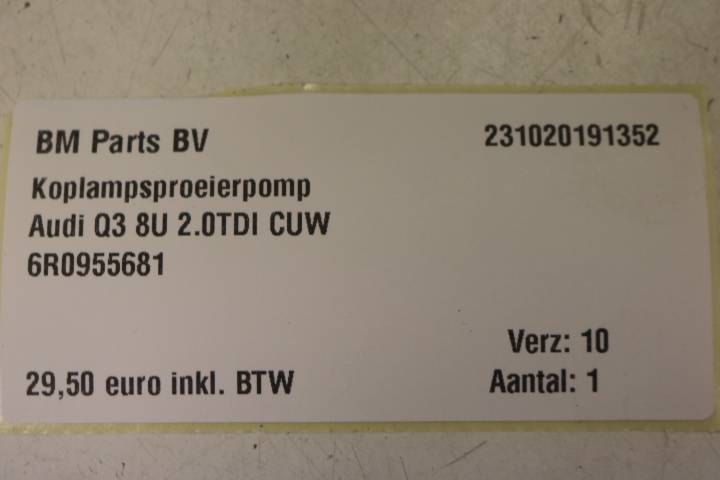 BM Parts BV 231020191352
Koplampsproeierpomp
Audi Q3 8U 2.0TDI CUW
6R0955681
Verz: 10
29,50 euro inkl. BTW Aantal: 1